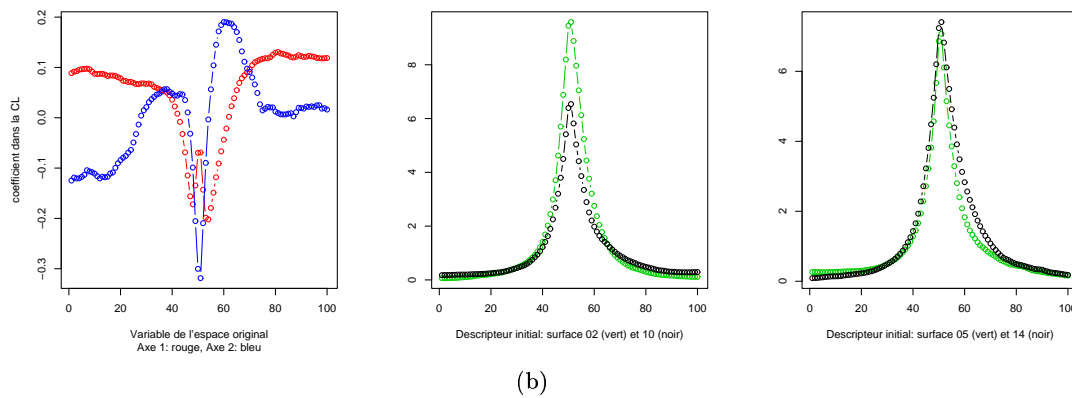 0.2
0.1
0.0
-0.1
-0.2
-0.3
coefficient dans la CL
0 20 40 60 80 100
Variable de l'espace original
Axe 1: rouge, Axe 2: bleu
8
6
4
2
0
0 20 40 60 80 100
Descripteur initial: surface 02 (vert) et 10 (noir)
6
4
2
0
0 20 40 60 80 100
Descripteur initial: surface 05 (vert) et 14 (noir)
(b)